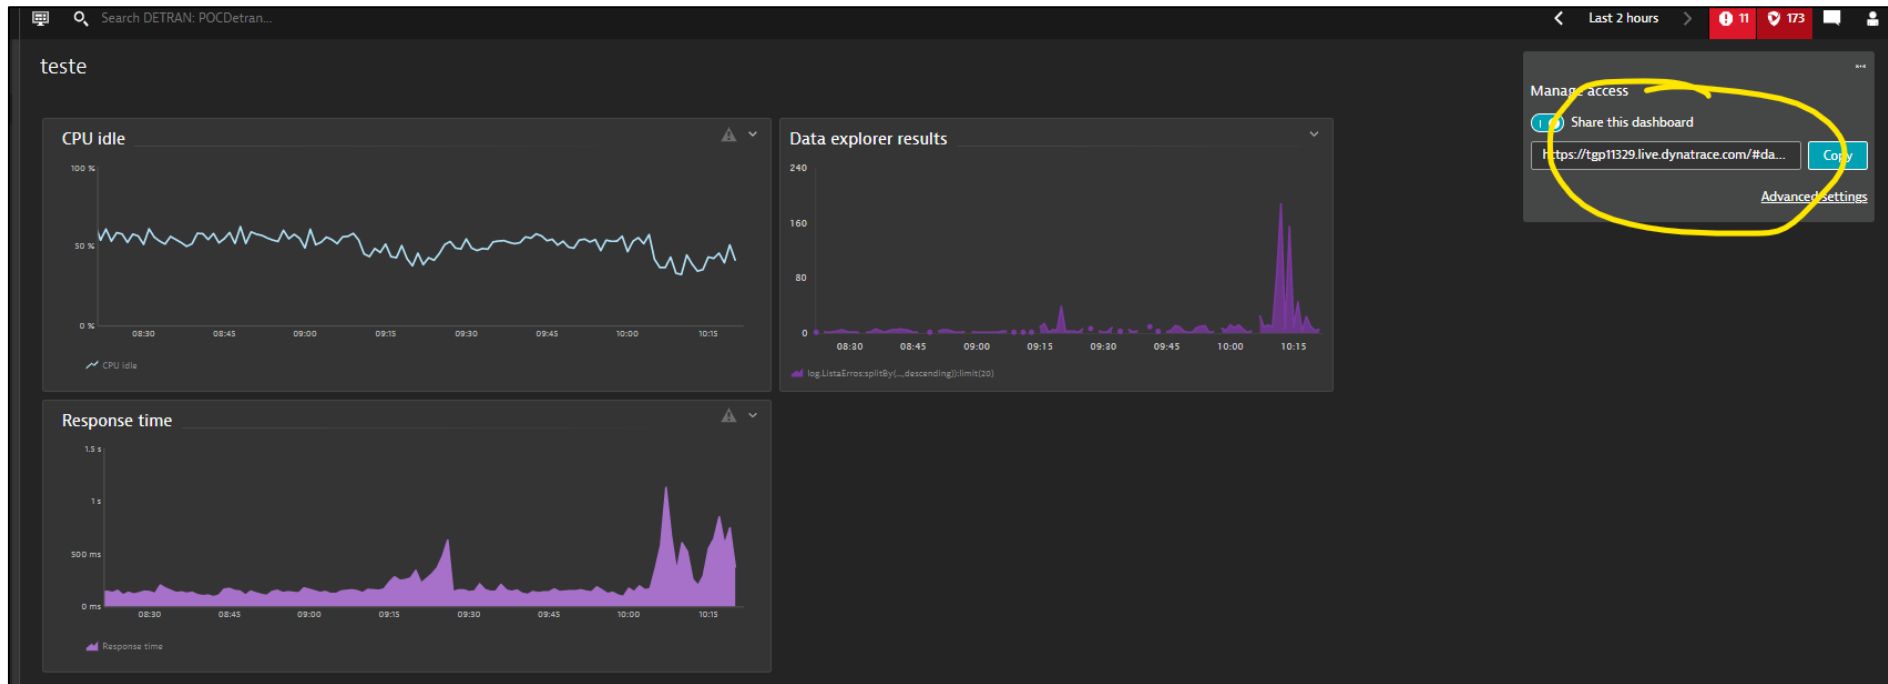 Search DETRAN: POCDetran...
Last 2 hours
11
173
teste
Manage access
Share this dashboard
https://tgp11329.live.dynatrace.com/#da...
Copy
Advanced settings
CPU idle
100 %
50 %
0 %
08:30 08:45 09:00 09:15 09:30 09:45 10:00 10:15
CPU idle
Data explorer results
240
160
80
0
08:30 08:45 09:00 09:15 09:30 09:45 10:00 10:15
log.ListaErros:splitBy(...,descending)):limit(20)
Response time
1.5 s
1 s
500 ms
0 ms
08:30 08:45 09:00 09:15 09:30 09:45 10:00 10:15
Response time